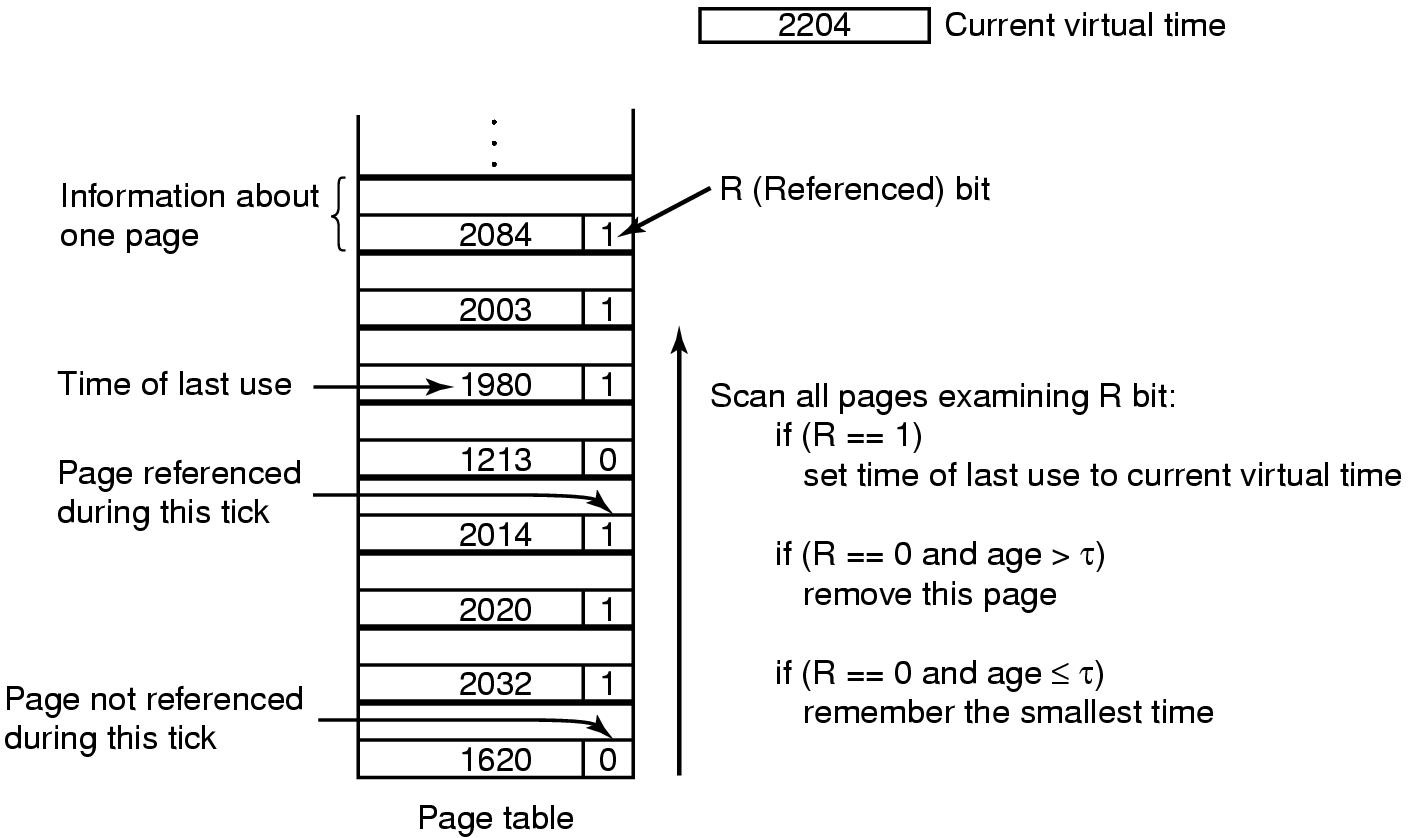 2204 Current virtual time
Information about
one page
2084 1
R (Referenced) bit
2003 1
Time of last use
1980 1
1213 0
Page referenced
during this tick
2014 1
2020 1
2032 1
Page not referenced
during this tick
1620 0
Page table
Scan all pages examining R bit:
if (R == 1)
set time of last use to current virtual time
if (R == 0 and age > τ)
remove this page
if (R == 0 and age ≤ τ)
remember the smallest time